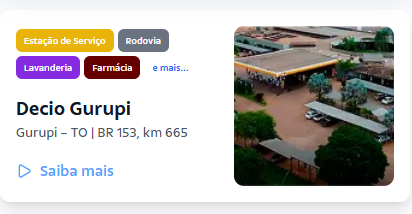 Estação de Serviço Rodovia
Lavanderia Farmácia e mais...
Decio Gurupi
Gurupi – TO | BR 153, km 665
Saiba mais